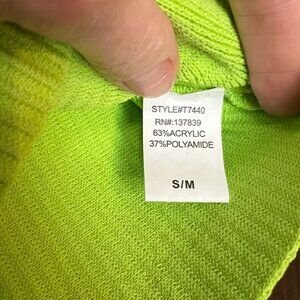 STYLE#T7440
RN#:137839
63%ACRYLIC
37%POLYAMIDE
S/M